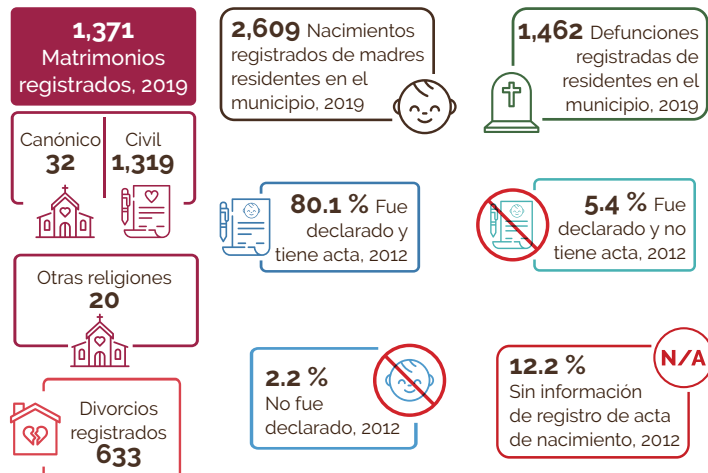 1,371
Matrimonios
registrados, 2019
Canónico
32
Civil
1,319
Otras religiones
20
Divorcios
registrados
633
2,609 Nacimientos
registrados de madres
residentes en el
municipio, 2019
1,462 Defunciones
registradas de
residentes en el
municipio, 2019
80.1 % Fue
declarado y
tiene acta, 2012
5.4 % Fue
declarado y no
tiene acta, 2012
2.2 %
No fue
declarado, 2012
N/A
12.2 %
Sin información
de registro de acta
de nacimiento, 2012